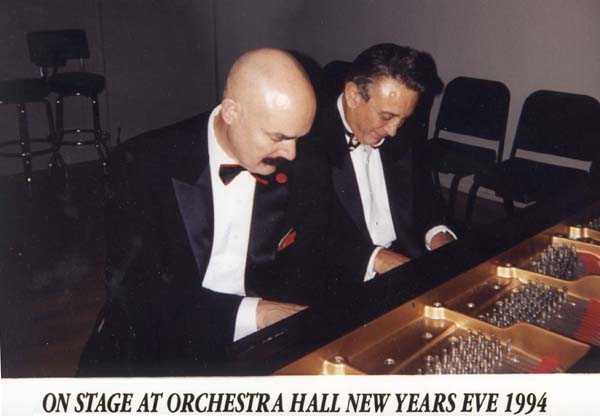 ON STAGE AT ORCHESTRA HALL NEW YEARS EVE 1994